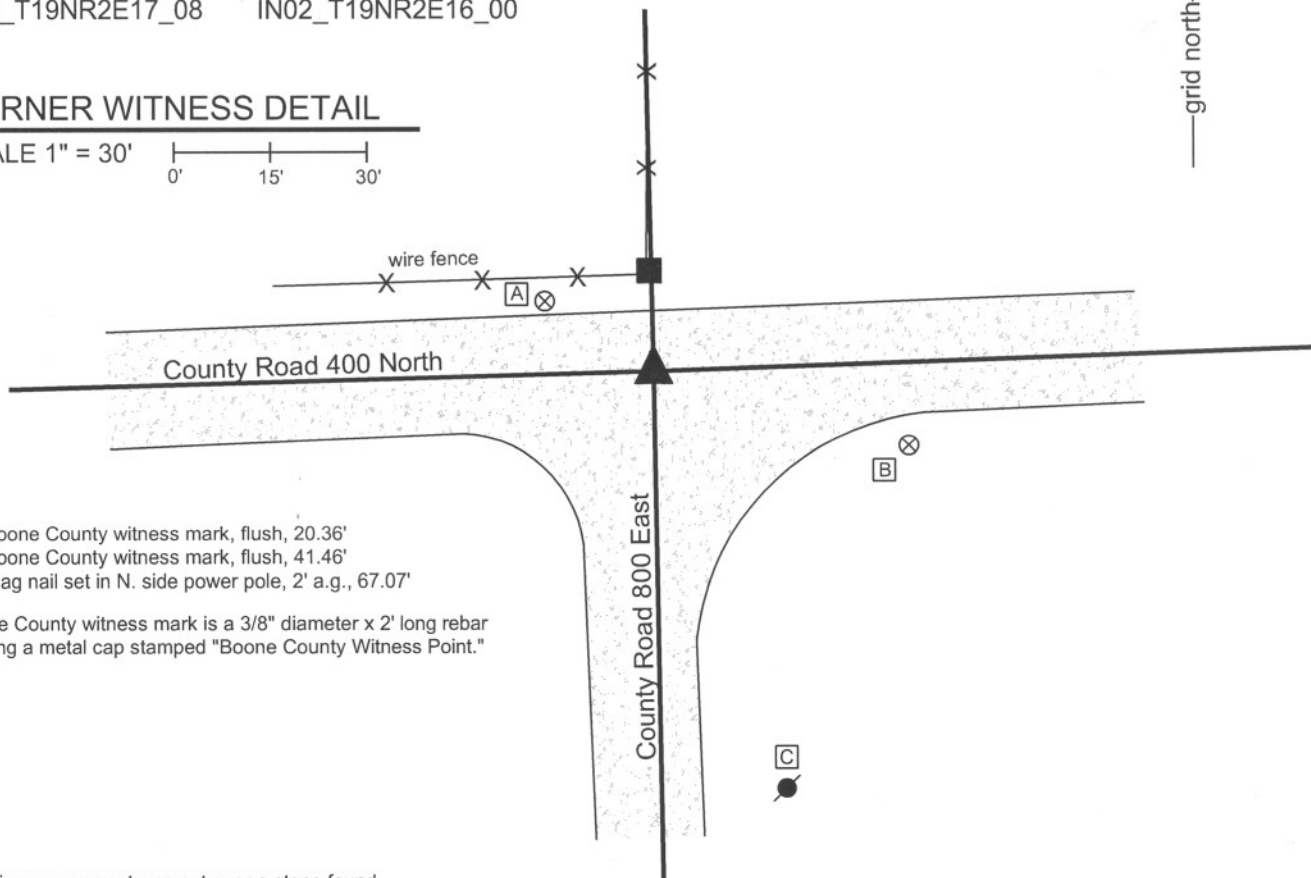 _T19NR2E17_08 IN02_T19NR2E16_00
RNER WITNESS DETAIL
ALE 1" = 30'
0' 15' 30'
grid north
wire fence
A
County Road 400 North
B
County Road 800 East
oone County witness mark, flush, 20.36'
oone County witness mark, flush, 41.46'
ag nail set in N. side power pole, 2' a.g., 67.07'
e County witness mark is a 3/8" diameter x 2' long rebar
ng a metal cap stamped "Boone County Witness Point."
C